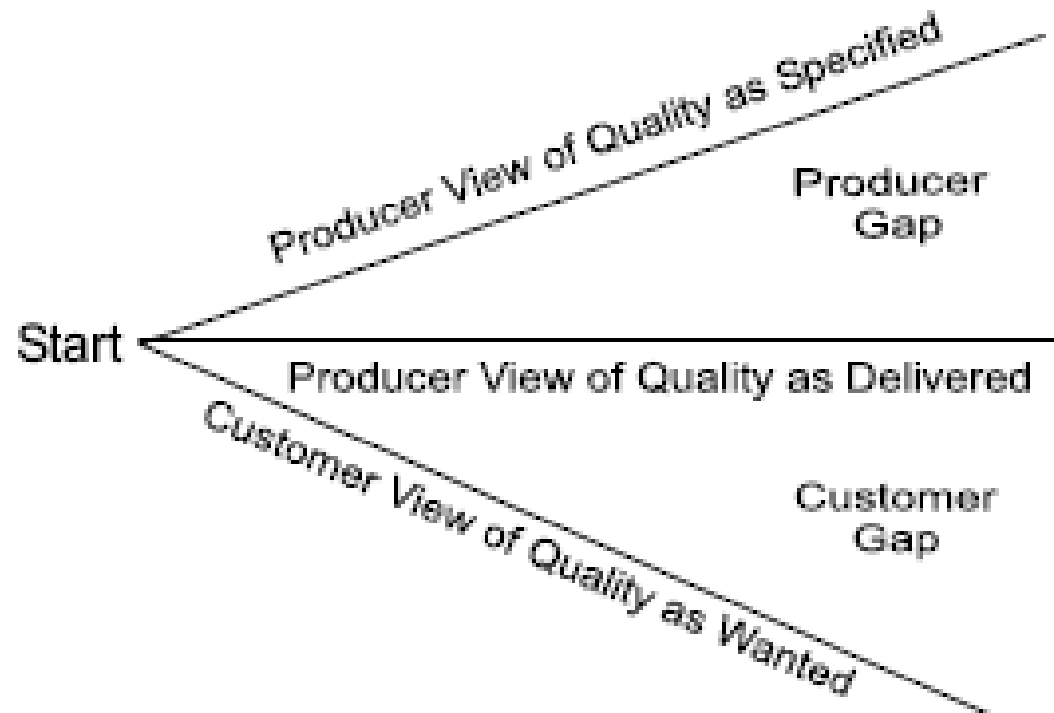 Producer View of Quality as Specified
Producer
Gap
Start
Producer View of Quality as Delivered
Customer View of Quality as Wanted
Customer
Gap